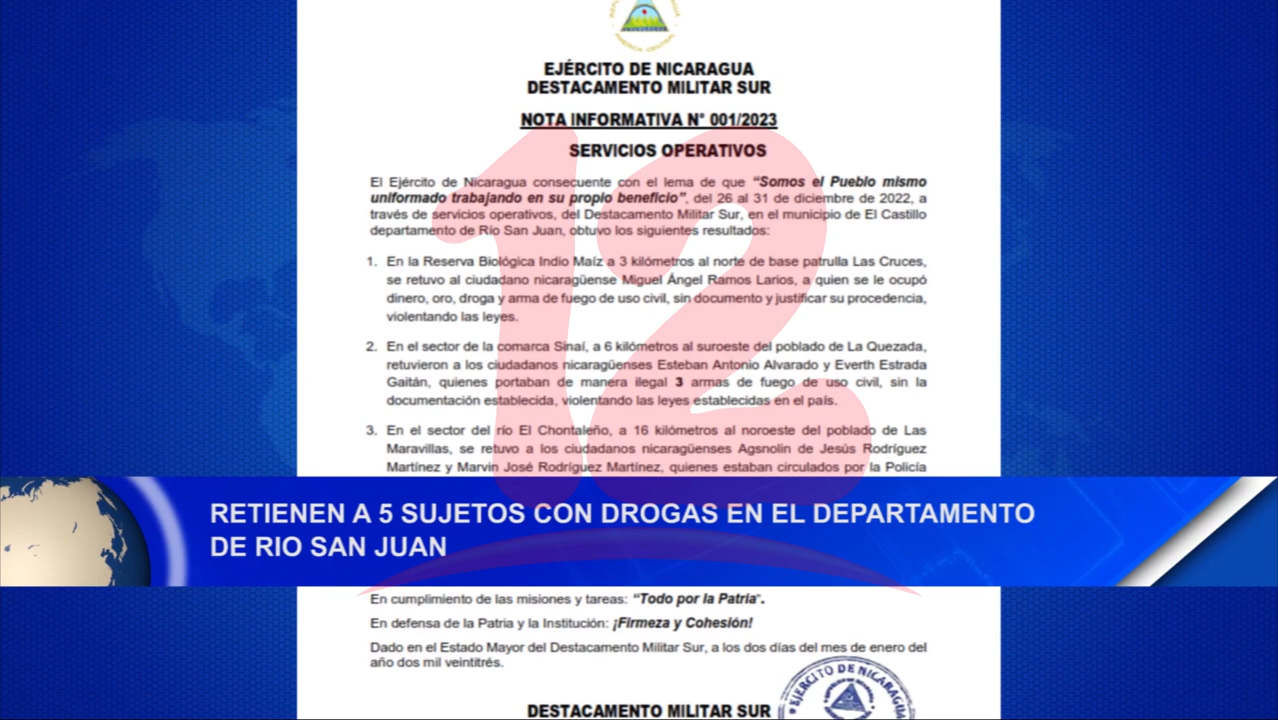 AMERICA CENTRAL
EJÉRCITO DE NICARAGUA
DESTACAMENTO MILITAR SUR
NOTA INFORMATIVA N° 001/2023
SERVICIOS OPERATIVOS
El Ejército de Nicaragua consecuente con el lema de que “Somos el Pueblo mismo
uniformado trabajando en su propio beneficio”, del 26 al 31 de diciembre de 2022, a
través de servicios operativos, del Destacamento Militar Sur, en el municipio de El Castillo
departamento de Río San Juan, obtuvo los siguientes resultados:
1. En la Reserva Biológica Indio Maíz a 3 kilómetros al norte de base patrulla Las Cruces,
se retuvo al ciudadano nicaragüense Miguel Ángel Ramos Larios, a quien se le ocupó
dinero, oro, droga y arma de fuego de uso civil, sin documento y justificar su procedencia,
violentando las leyes.
2. En el sector de la comarca Sinaí, a 6 kilómetros al suroeste del poblado de La Quezada,
retuvieron a los ciudadanos nicaragüenses Esteban Antonio Alvarado y Everth Estrada
Gaitán, quienes portaban de manera ilegal 3 armas de fuego de uso civil, sin la
documentación establecida, violentando las leyes establecidas en el país.
3. En el sector del río El Chontaleño, a 16 kilómetros al noroeste del poblado de Las
Maravillas, se retuvo a los ciudadanos nicaragüenses Agsnolin de Jesús Rodríguez
Martínez y Marvin José Rodríguez Martínez, quienes estaban circulados por la Policía
12
RETIENEN A 5 SUJETOS CON DROGAS EN EL DEPARTAMENTO
DE RIO SAN JUAN
En cumplimiento de las misiones y tareas: “Todo por la Patria”.
En defensa de la Patria y la Institución: ¡Firmeza y Cohesión!
Dado en el Estado Mayor del Destacamento Militar Sur, a los dos días del mes de enero del
año dos mil veintitrés.
DESTACAMENTO MILITAR SUR
EJERCITO DE NICARAGUA